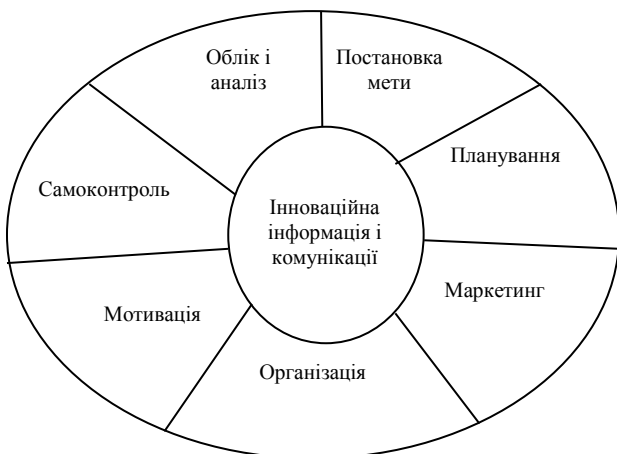 Облік і
аналіз
Постановка
мети
Планування
Самоконтроль
Інноваційна
інформація і
комунікації
Маркетинг
Мотивація
Організація